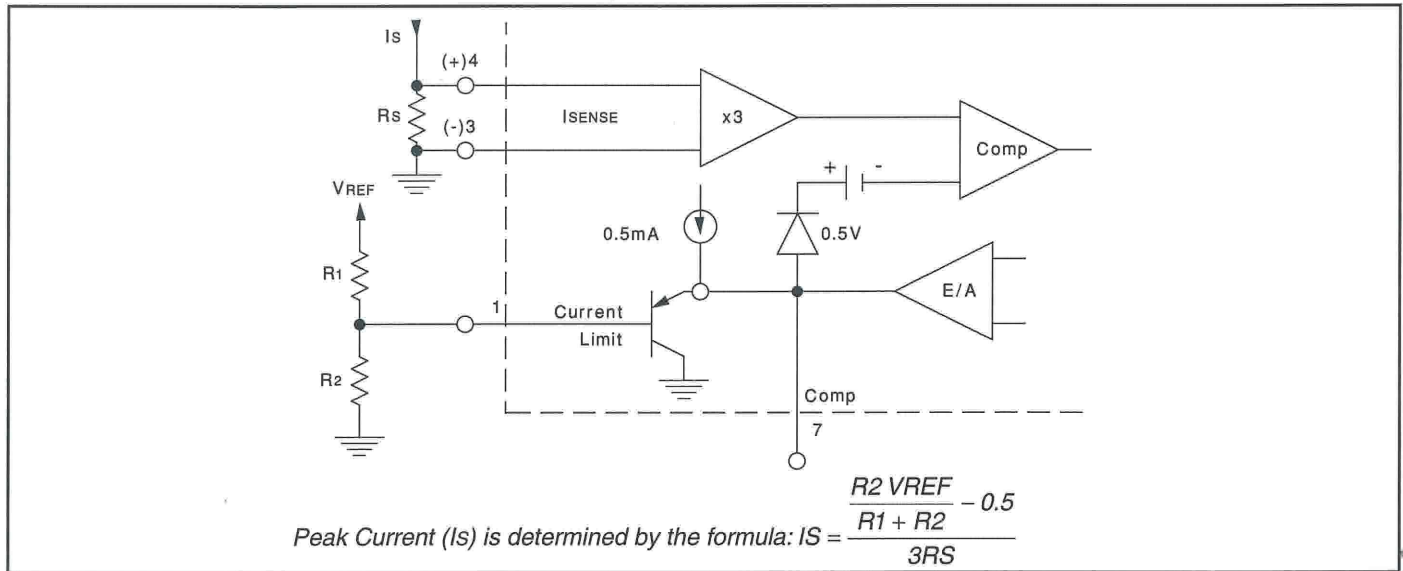 Is
(+)4
Rs
ISENSE
x3
(-)3
Comp
+ -
VREF
0.5mA
0.5V
R1
E/A
1
Current
Limit
R2
Comp
7
Peak Current (Is) is determined by the formula: IS = (R2 VREF / (R1 + R2) – 0.5) / 3RS